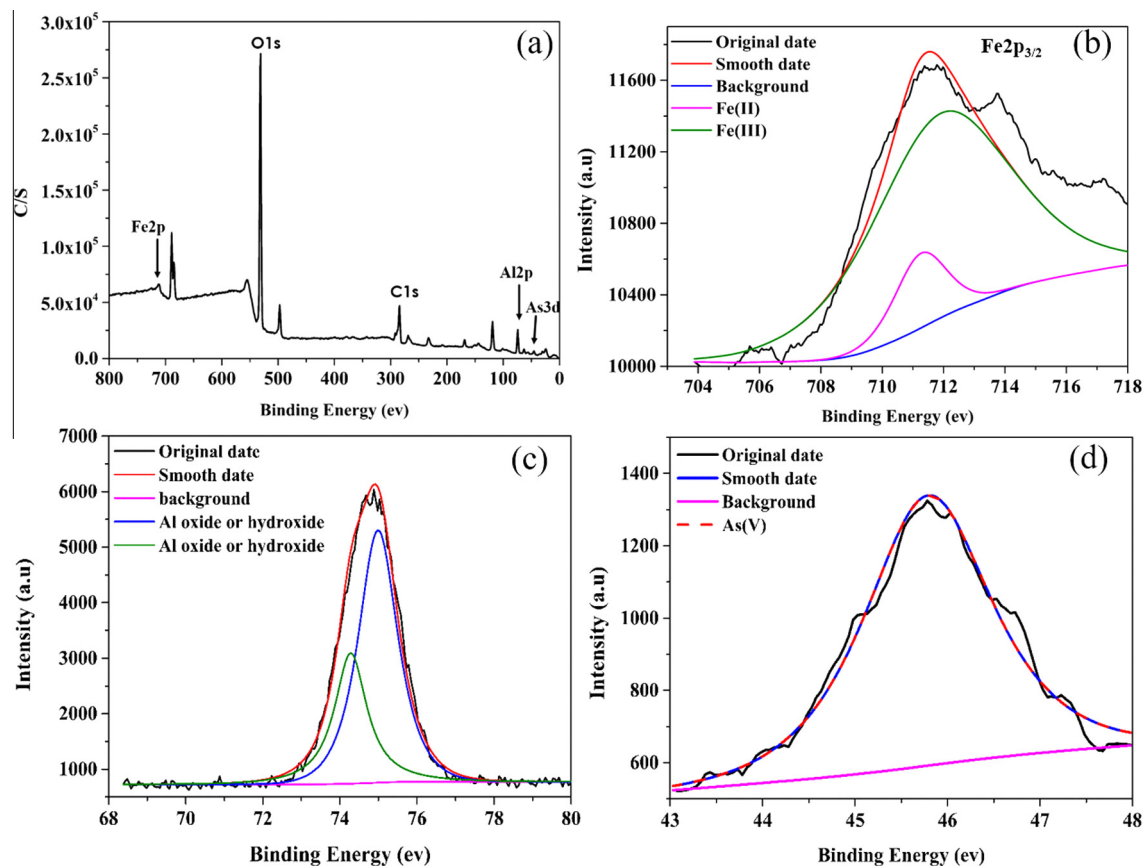 (a)
O1s
Fe2p
C1s
Al2p
As3d
3.0x10^5
2.5x10^5
2.0x10^5
1.5x10^5
1.0x10^5
5.0x10^4
0.0
C/S
800 700 600 500 400 300 200 100 0
Binding Energy (ev)
(b)
Fe2p3/2
Original date
Smooth date
Background
Fe(II)
Fe(III)
11600
11200
10800
10400
10000
Intensity (a.u)
704 706 708 710 712 714 716 718
Binding Energy (ev)
(c)
Original date
Smooth date
background
Al oxide or hydroxide
Al oxide or hydroxide
7000
6000
5000
4000
3000
2000
1000
Intensity (a.u)
68 70 72 74 76 78 80
Binding Energy (ev)
(d)
Original date
Smooth date
Background
As(V)
1400
1200
1000
800
600
Intensity (a.u)
43 44 45 46 47 48
Binding Energy (ev)